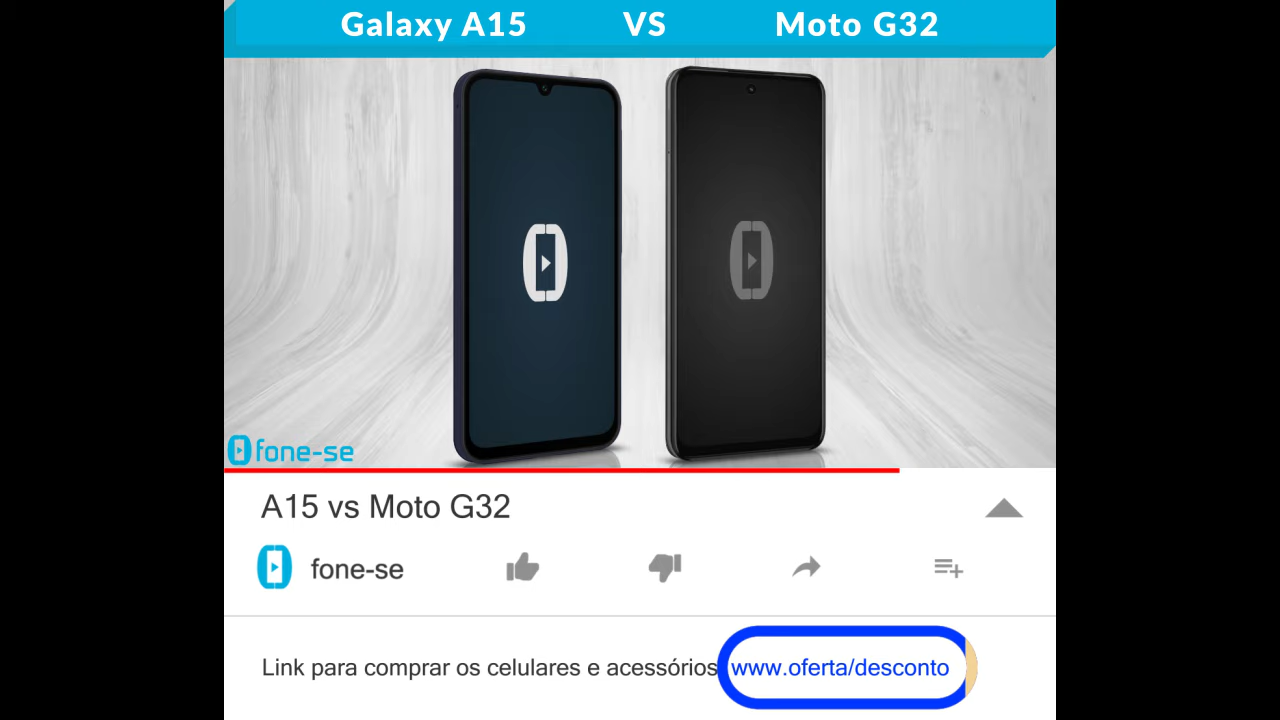 Galaxy A15 VS Moto G32
fone-se
A15 vs Moto G32
fone-se
Link para comprar os celulares e acessórios www.oferta/desconto